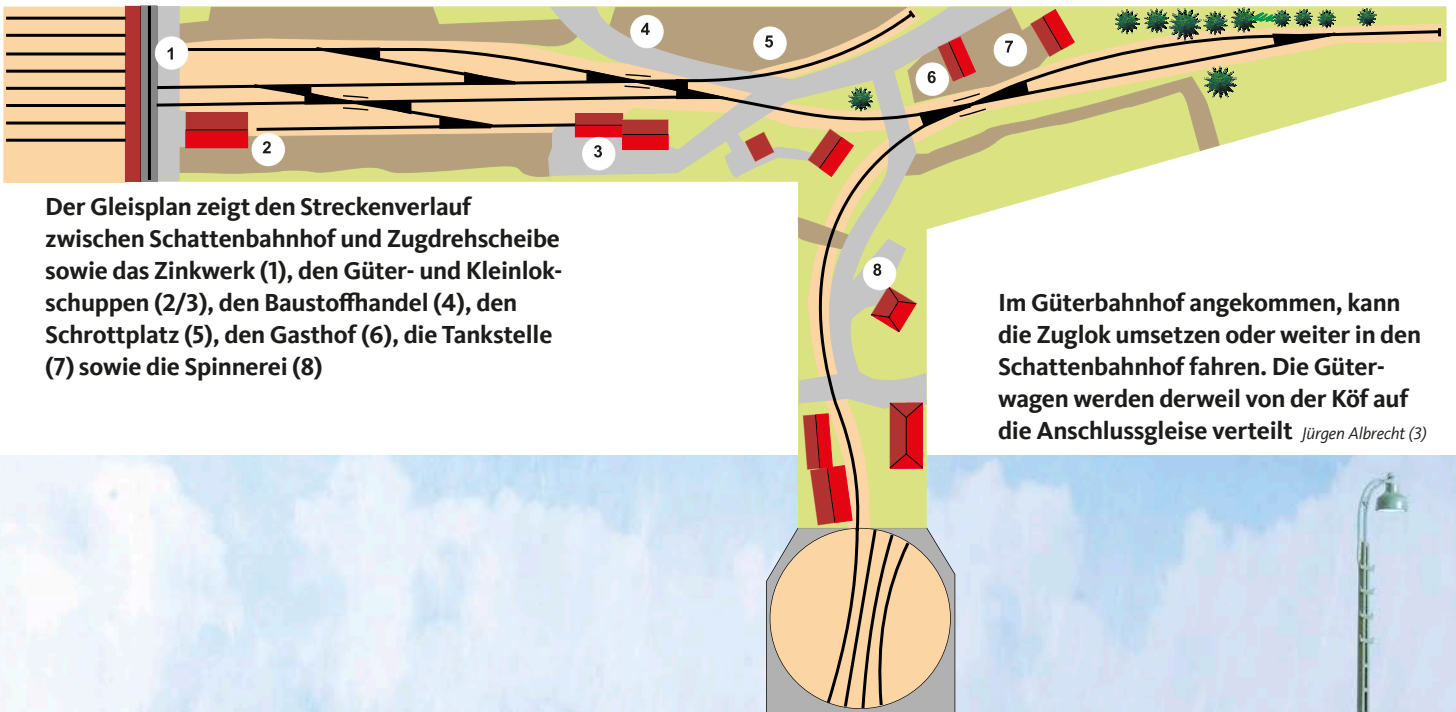 1
2
3
4
5
6
7
8
Der Gleisplan zeigt den Streckenverlauf
zwischen Schattenbahnhof und Zugdrehscheibe
sowie das Zinkwerk (1), den Güter- und Kleinlok-
schuppen (2/3), den Baustoffhandel (4), den
Schrottplatz (5), den Gasthof (6), die Tankstelle
(7) sowie die Spinnerei (8)
Im Güterbahnhof angekommen, kann
die Zuglok umsetzen oder weiter in den
Schattenbahnhof fahren. Die Güter-
wagen werden derweil von der Köf auf
die Anschlussgleise verteilt Jürgen Albrecht (3)